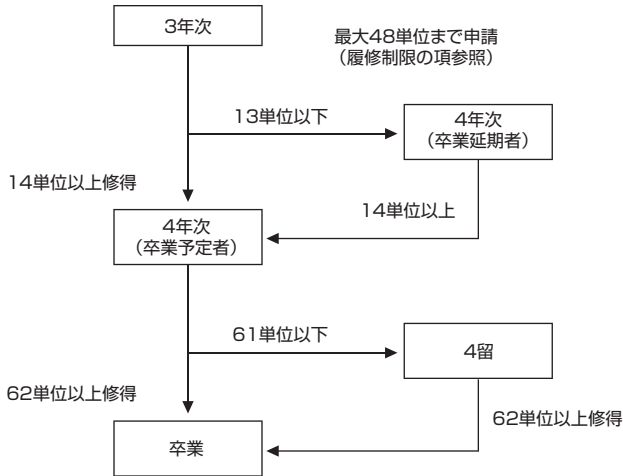 3年次
最大48単位まで申請
（履修制限の項参照）
13単位以下
4年次
（卒業延期者）
14単位以上修得
14単位以上
4年次
（卒業予定者）
61単位以下
4留
62単位以上修得
62単位以上修得
卒業